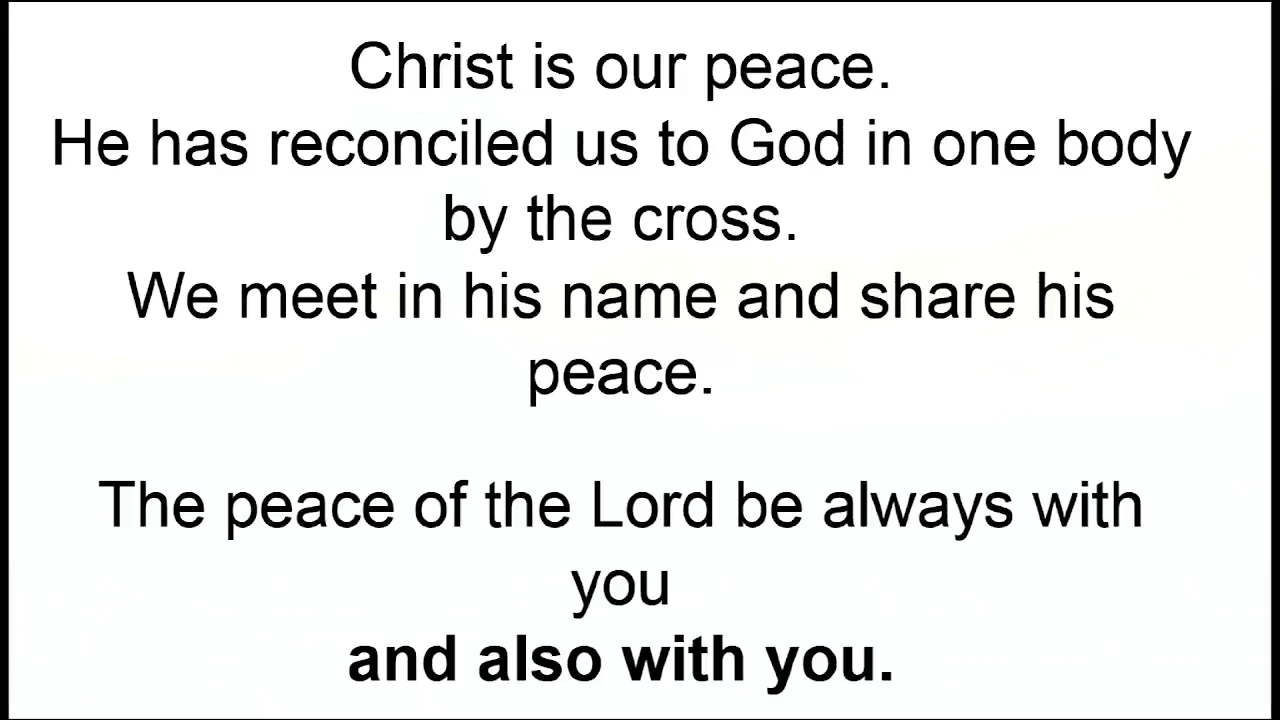 Christ is our peace.
He has reconciled us to God in one body
by the cross.
We meet in his name and share his
peace.
The peace of the Lord be always with
you
and also with you.